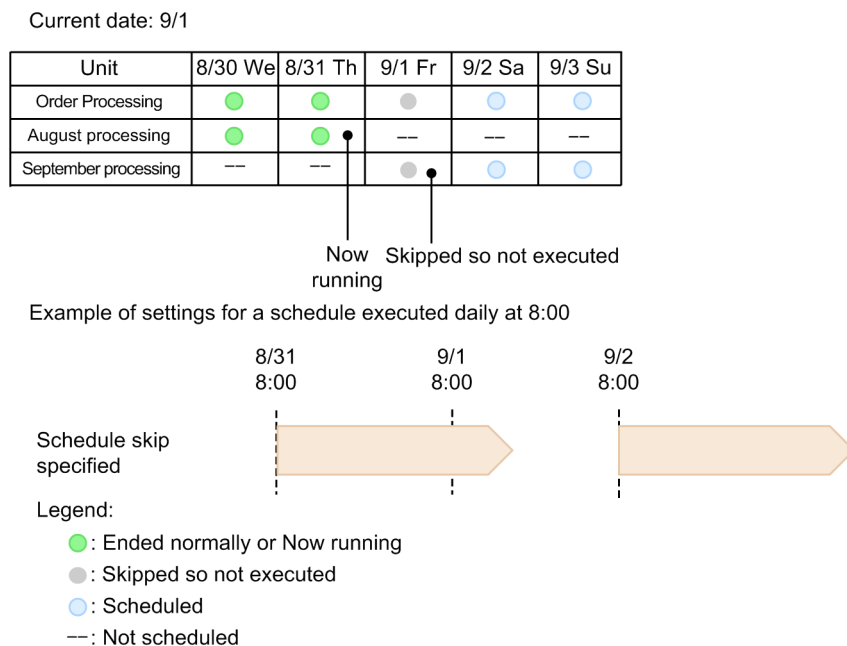 Current date: 9/1
Unit 8/30 We 8/31 Th 9/1 Fr 9/2 Sa 9/3 Su
Order Processing
August processing -- -- --
September processing -- --
Now running
Skipped so not executed
Example of settings for a schedule executed daily at 8:00
8/31 9/1 9/2
8:00 8:00 8:00
Schedule skip
specified
Legend:
: Ended normally or Now running
: Skipped so not executed
: Scheduled
--: Not scheduled